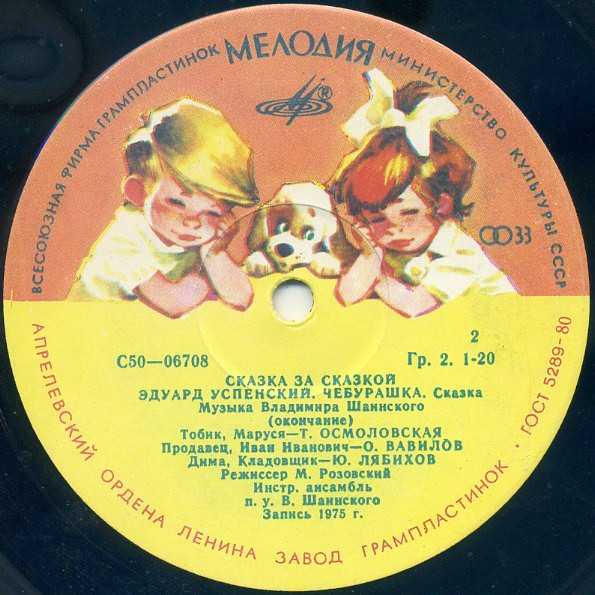 ВСЕСОЮЗНАЯ ФИРМА ГРАМПЛАСТИНОК МЕЛОДИЯ МИНИСТЕРСТВО КУЛЬТУРЫ СССР
®
33
2
С50—06708
Гр. 2. 1-20
СКАЗКА ЗА СКАЗКОЙ
ЭДУАРД УСПЕНСКИЙ. ЧЕБУРАШКА. Сказка
Музыка Владимира Шаинского
(окончание)
Тобик, Маруся—Т. ОСМОЛОВСКАЯ
Продавец, Иван Иванович—О. ВАВИЛОВ
Дима, Кладовщик—Ю. ЛЯБИХОВ
Режиссер М. Розовский
Инстр. ансамбль
п. у. В. Шаинского
Запись 1975 г.
АПРЕЛЕВСКИЙ ОРДЕНА ЛЕНИНА ЗАВОД ГРАМПЛАСТИНОК · ГОСТ 5289-80